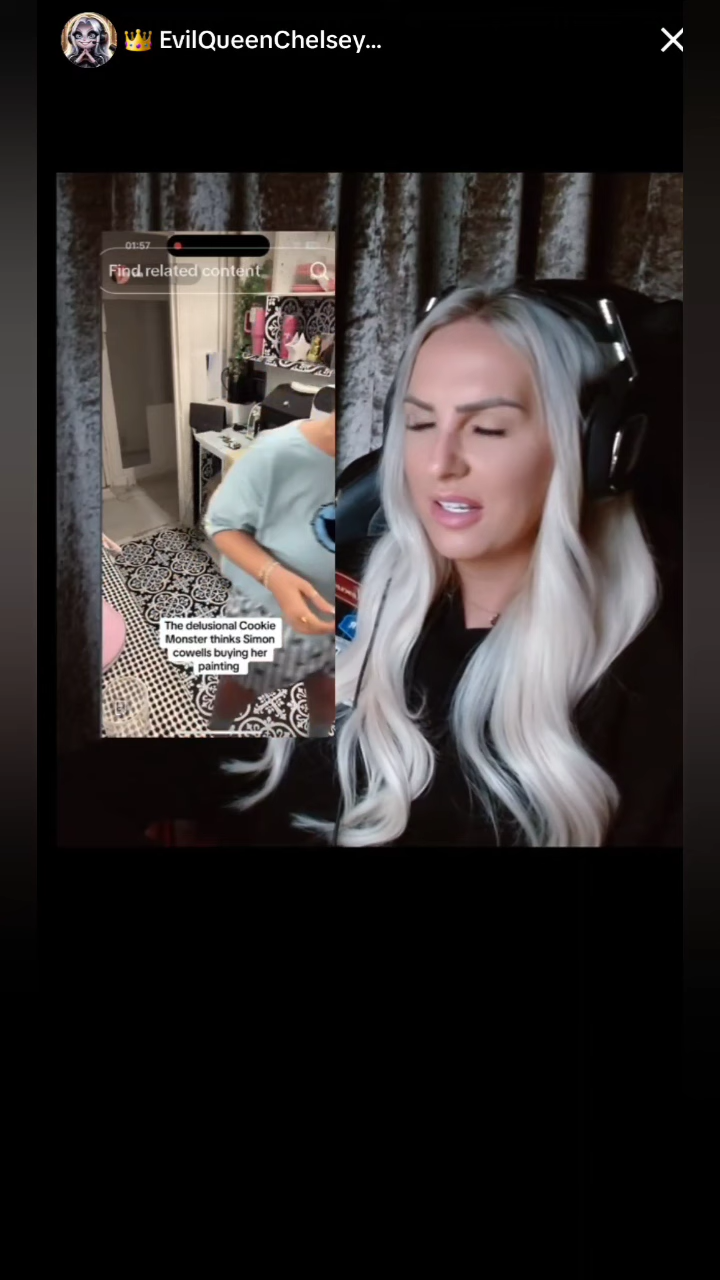 👑 EvilQueenChelsey...
01:57
Find related content
The delusional Cookie
Monster thinks Simon
cowells buying her
painting